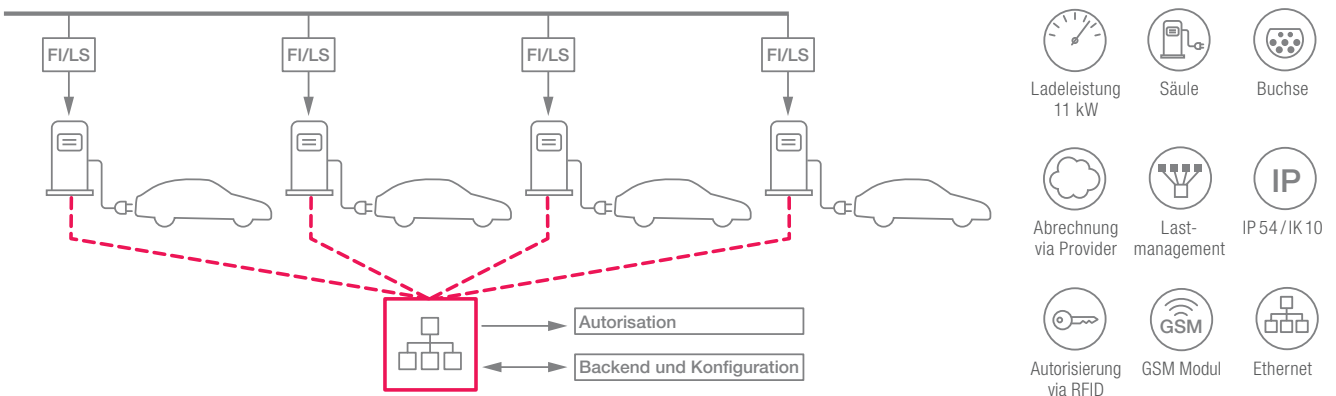 FI/LS
FI/LS
FI/LS
FI/LS
Autorisation
Backend und Konfiguration
Ladeleistung
11 kW
Säule
Buchse
Abrechnung
via Provider
Last-
management
IP
IP 54 / IK 10
Autorisierung
via RFID
GSM
GSM Modul
Ethernet